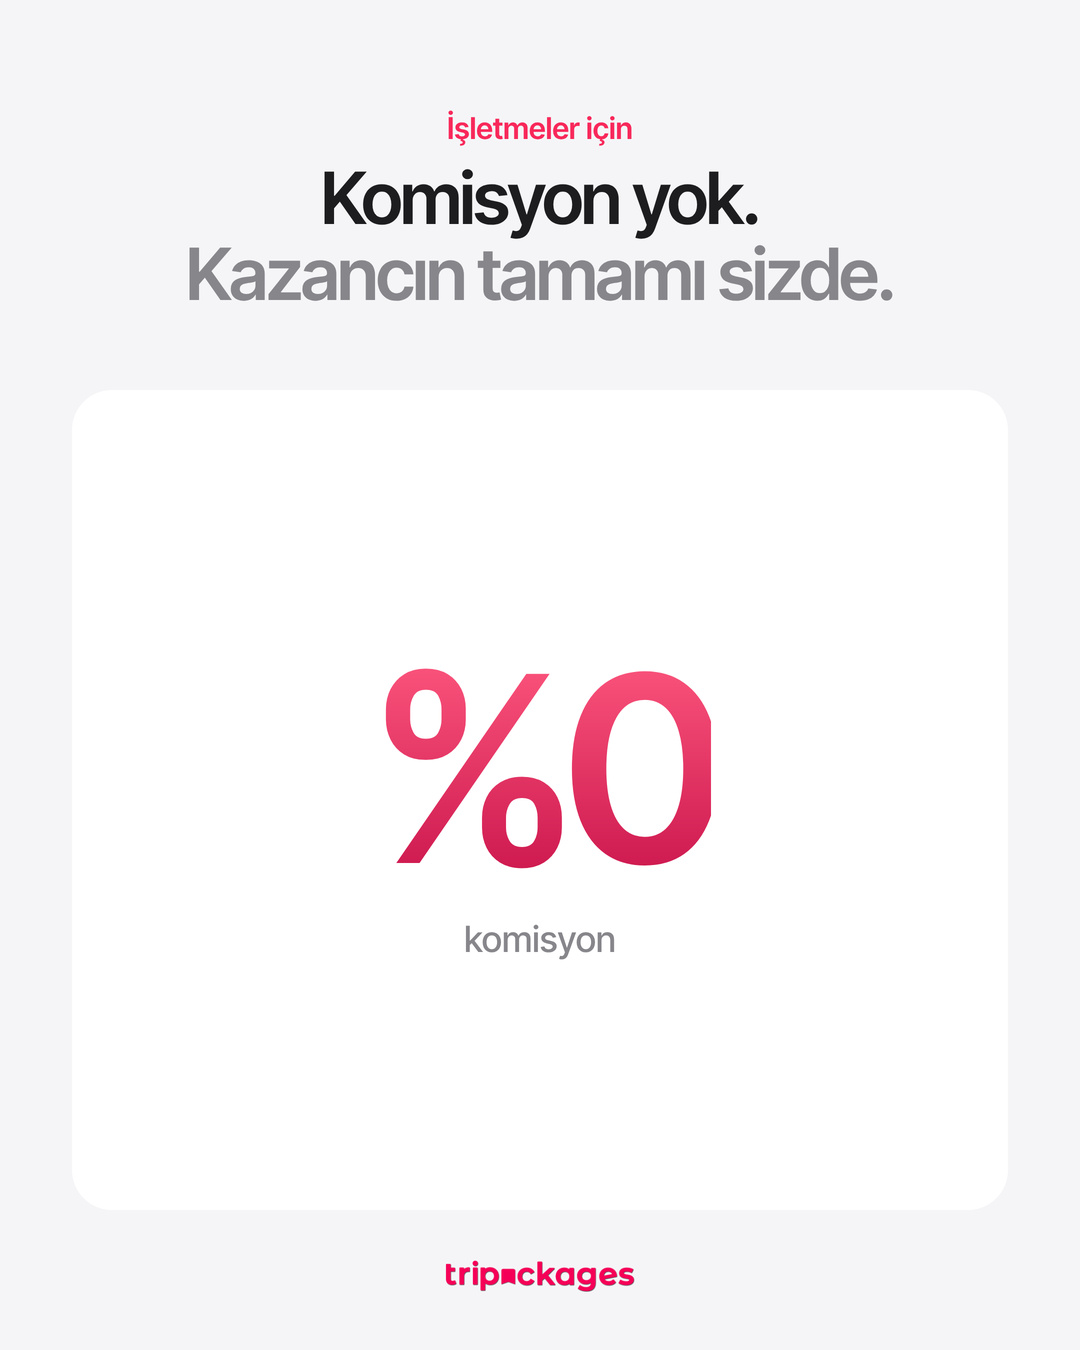 İşletmeler için
Komisyon yok.
Kazancın tamamı sizde.
%0
komisyon
tripackages